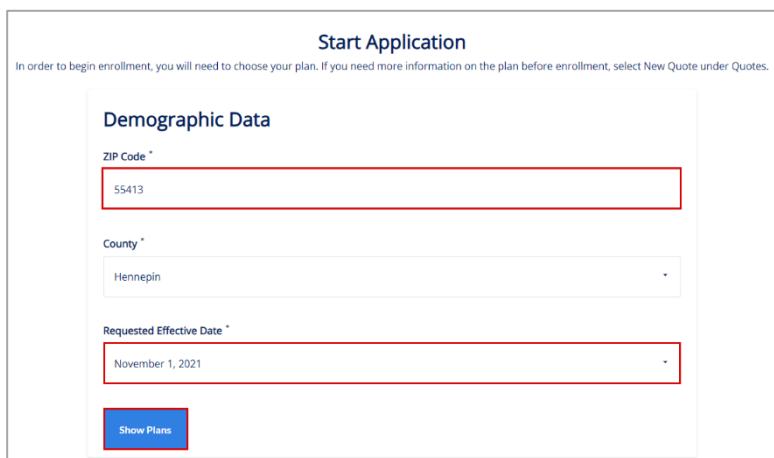 Start Application
In order to begin enrollment, you will need to choose your plan. If you need more information on the plan before enrollment, select New Quote under Quotes.
Demographic Data
ZIP Code *
55413
County *
Hennepin
Requested Effective Date *
November 1, 2021
Show Plans